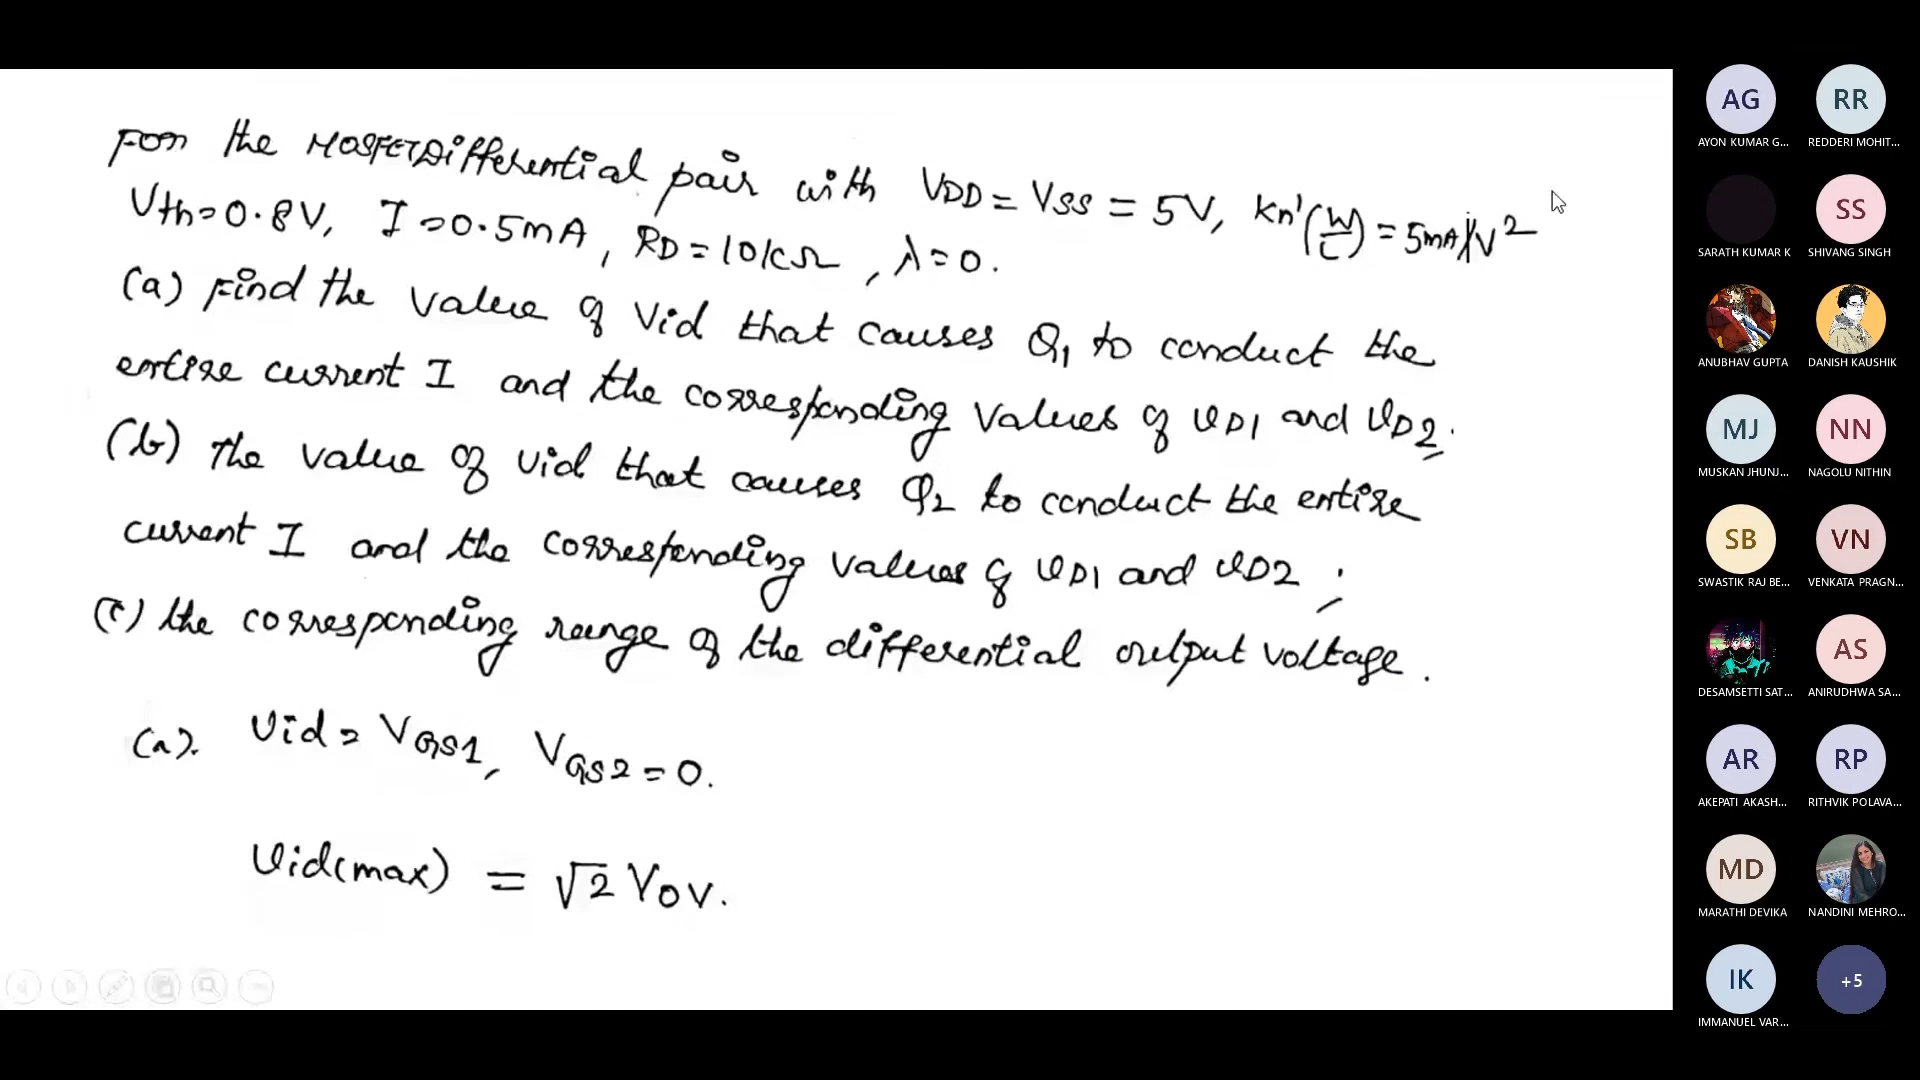 For the MOSFET Differential pair with VDD = VSS = 5V, Kn'(W/L) = 5mA/V²
Vth = 0.8V, I = 0.5mA, RD = 10kΩ, λ = 0.
(a) Find the value of Vid that causes Q1 to conduct the
entire current I and the corresponding values of vD1 and vD2.
(b) the value of vid that causes Q2 to conduct the entire
current I and the corresponding values of vD1 and vD2;
(c) the corresponding range of the differential output voltage.
(a). Vid = VGS1, VGS2 = 0.
Vid(max) = √2 VOV.
AG
RR
AYON KUMAR G...
REDDERI MOHIT...
SS
SARATH KUMAR K
SHIVANG SINGH
ANUBHAV GUPTA
DANISH KAUSHIK
MJ
NN
MUSKAN JHUNJ...
NAGOLU NITHIN
SB
VN
SWASTIK RAJ BE...
VENKATA PRAGN...
AS
DESAMSETTI SAT...
ANIRUDHWA SA...
AR
RP
AKEPATI AKASH...
RITHVIK POLAVA...
MD
MARATHI DEVIKA
NANDINI MEHRO...
IK
+5
IMMANUEL VAR...